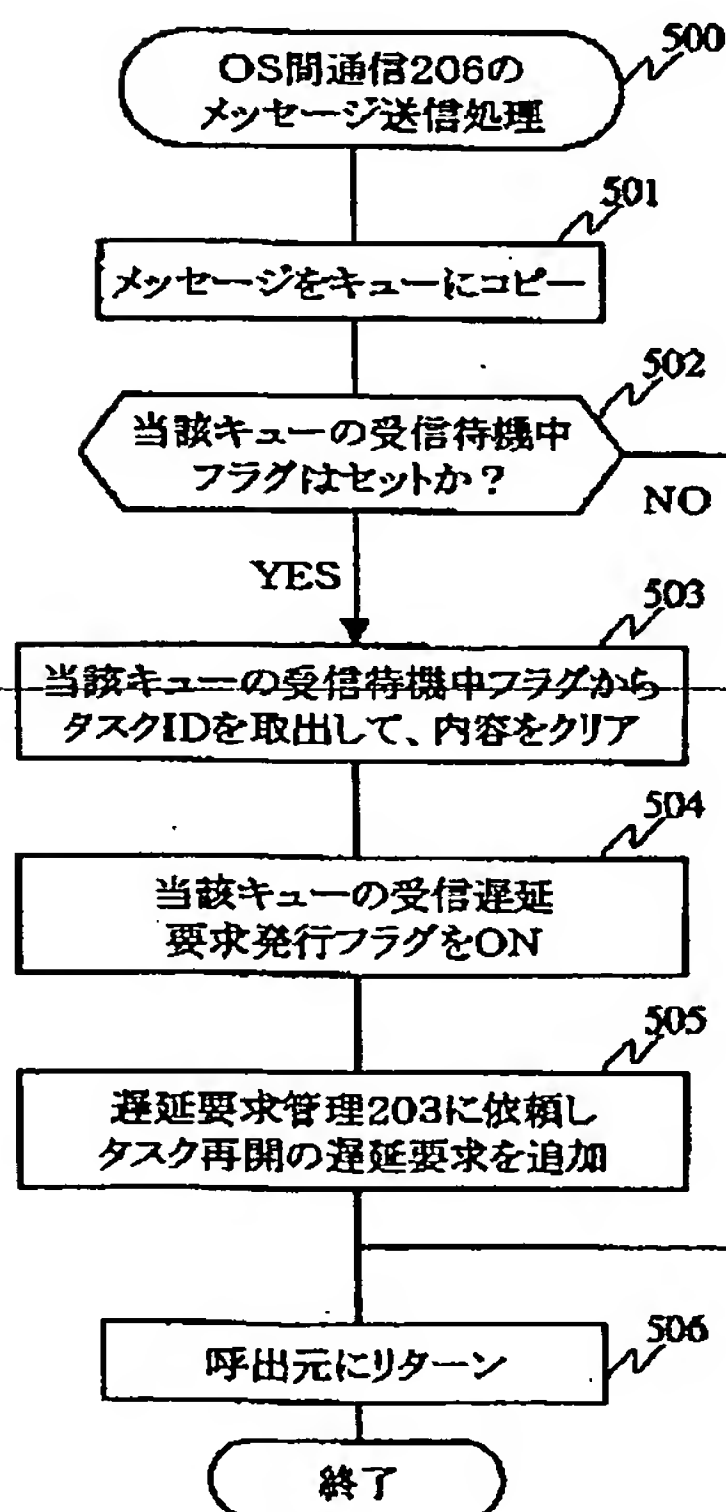 500
OS間通信206の
メッセージ送信処理
501
メッセージをキューにコピー
502
当該キューの受信待機中
フラグはセットか？
NO
YES
503
当該キューの受信待機中フラグから
タスクIDを取出して、内容をクリア
504
当該キューの受信遅延
要求発行フラグをON
505
遅延要求管理203に依頼し
タスク再開の遅延要求を追加
506
呼出元にリターン
終了